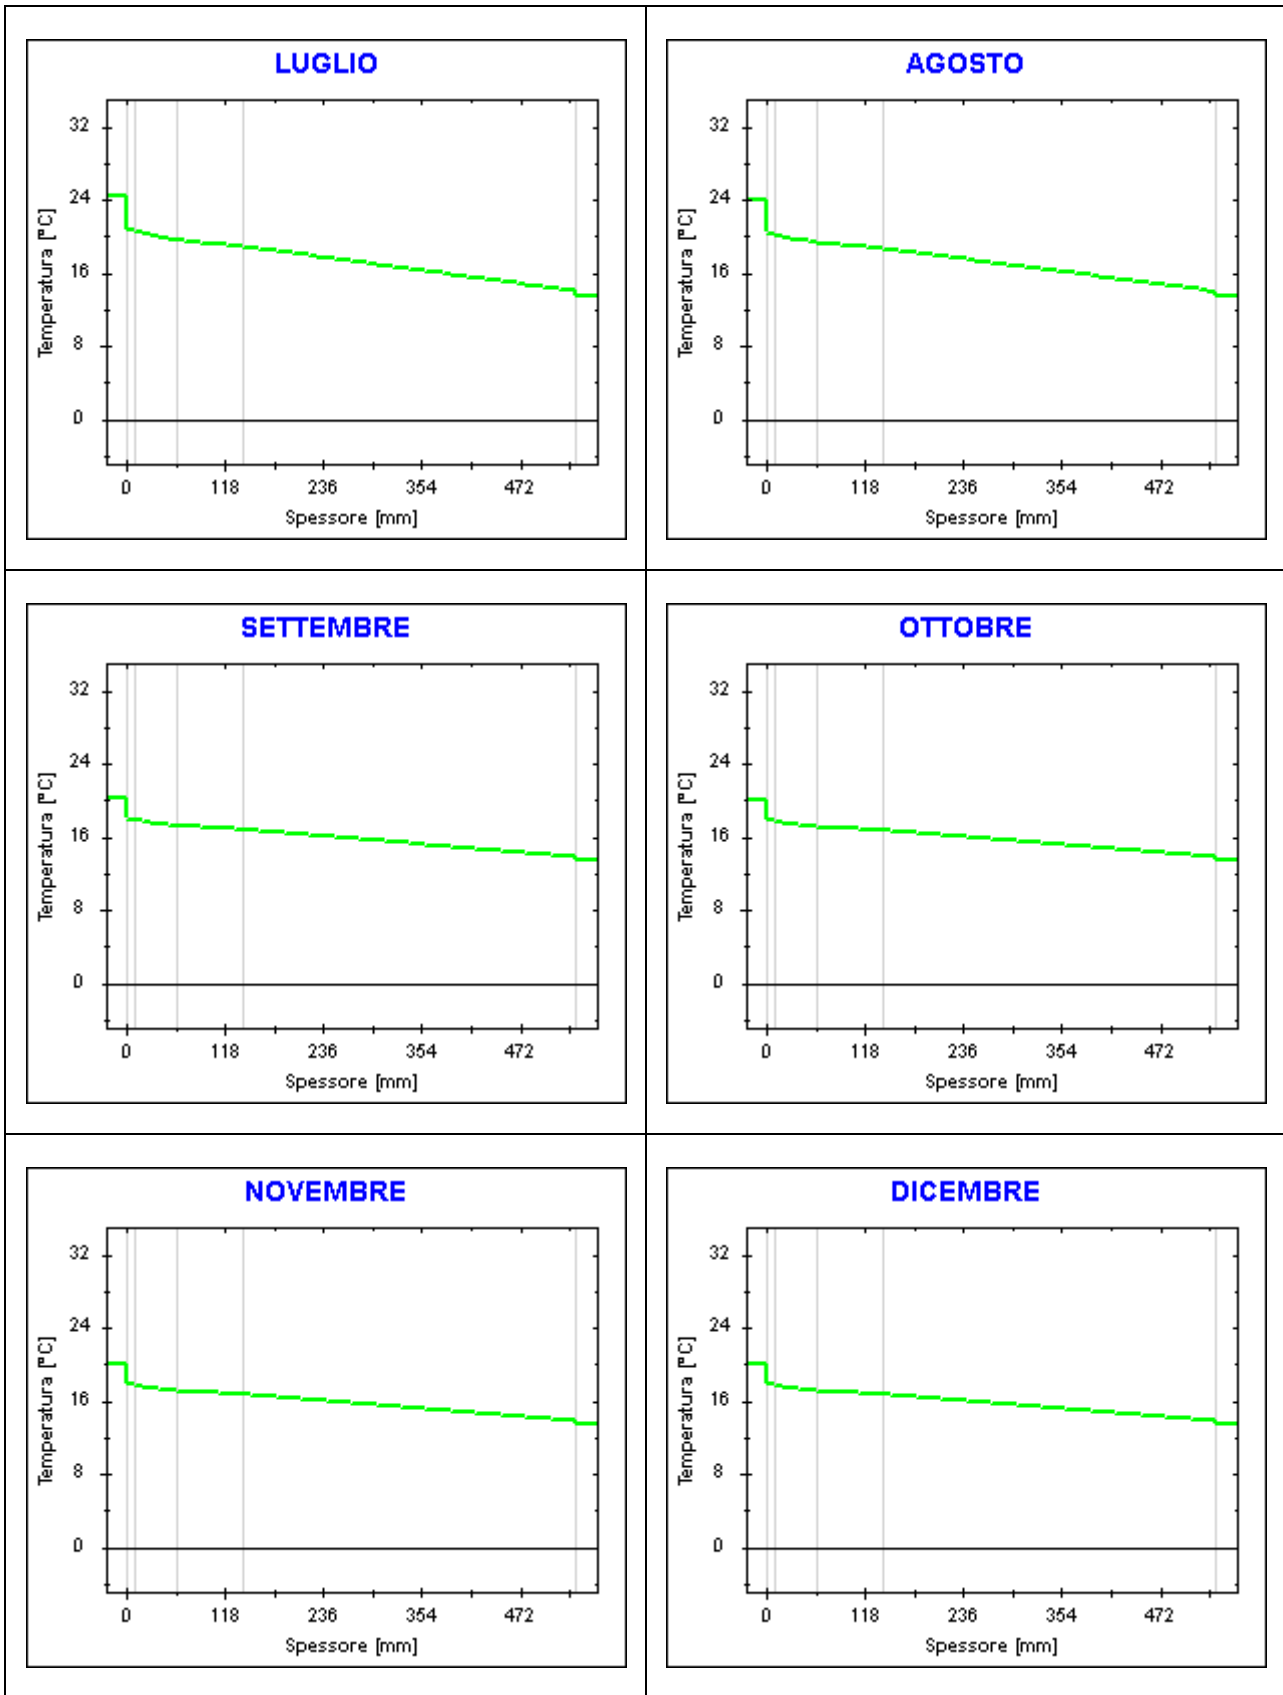 LUGLIO
32
24
16
8
0
Temperatura [°C]
0 118 236 354 472
Spessore [mm]
AGOSTO
32
24
16
8
0
Temperatura [°C]
0 118 236 354 472
Spessore [mm]
SETTEMBRE
32
24
16
8
0
Temperatura [°C]
0 118 236 354 472
Spessore [mm]
OTTOBRE
32
24
16
8
0
Temperatura [°C]
0 118 236 354 472
Spessore [mm]
NOVEMBRE
32
24
16
8
0
Temperatura [°C]
0 118 236 354 472
Spessore [mm]
DICEMBRE
32
24
16
8
0
Temperatura [°C]
0 118 236 354 472
Spessore [mm]